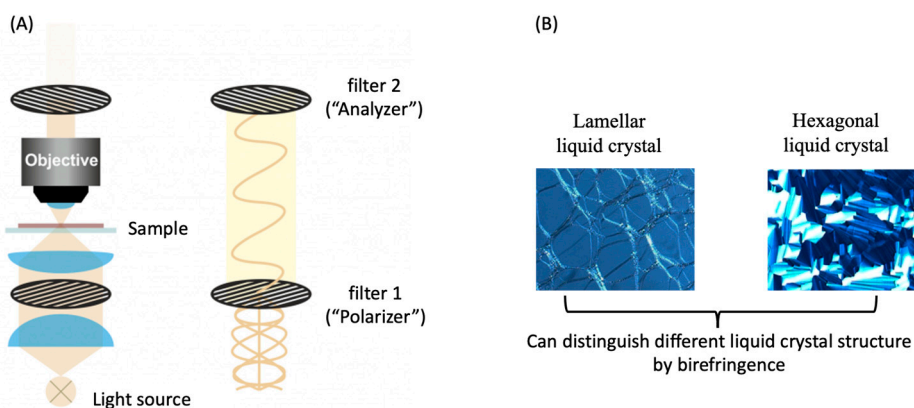 (A)
filter 2
(“Analyzer”)
Objective
Sample
filter 1
(“Polarizer”)
Light source
(B)
Lamellar
liquid crystal
Hexagonal
liquid crystal
Can distinguish different liquid crystal structure
by birefringence